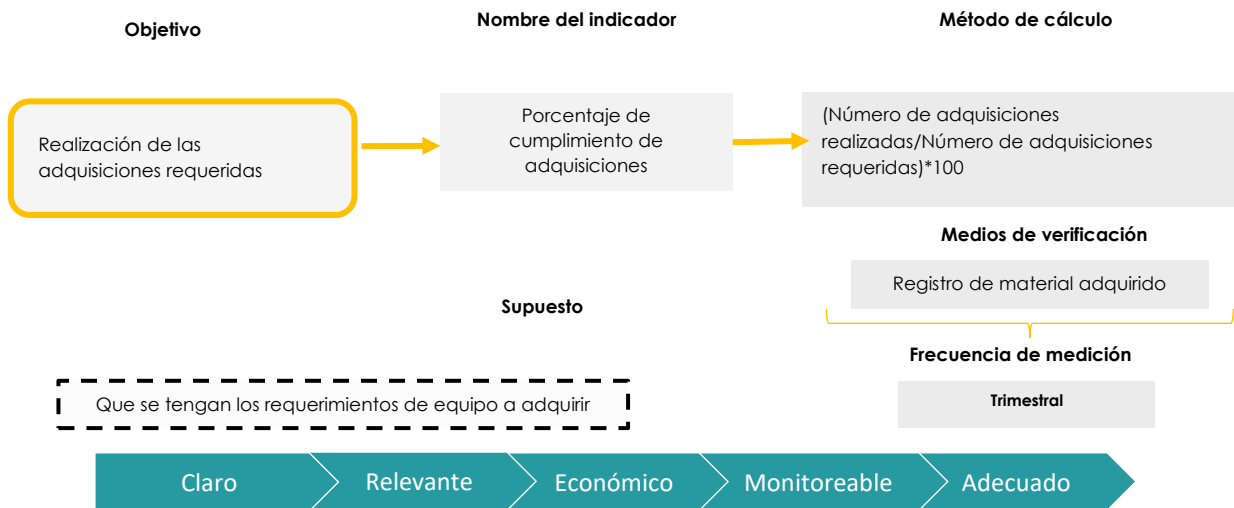 Objetivo
Nombre del indicador
Método de cálculo
Realización de las
adquisiciones requeridas
Porcentaje de
cumplimiento de
adquisiciones
(Número de adquisiciones
realizadas/Número de adquisiciones
requeridas)*100
Medios de verificación
Registro de material adquirido
Supuesto
Frecuencia de medición
Que se tengan los requerimientos de equipo a adquirir
Trimestral
Claro
Relevante
Económico
Monitoreable
Adecuado